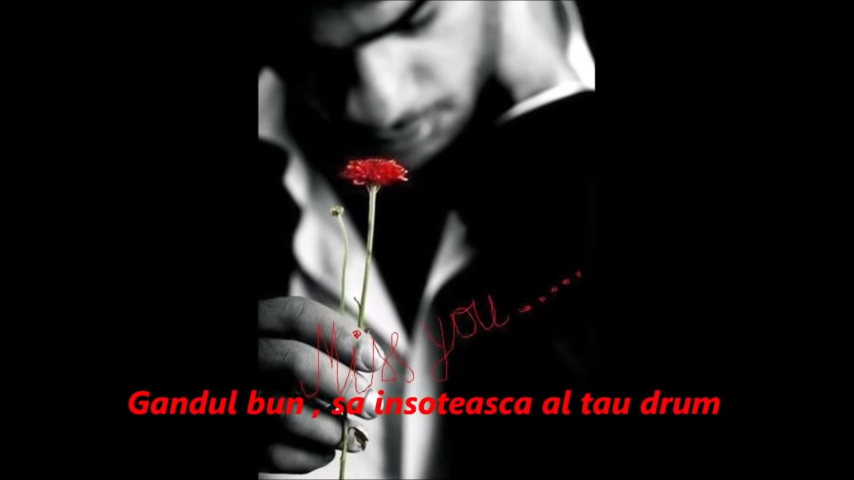 Miss you..........
Gandul bun , sa insoteasca al tau drum